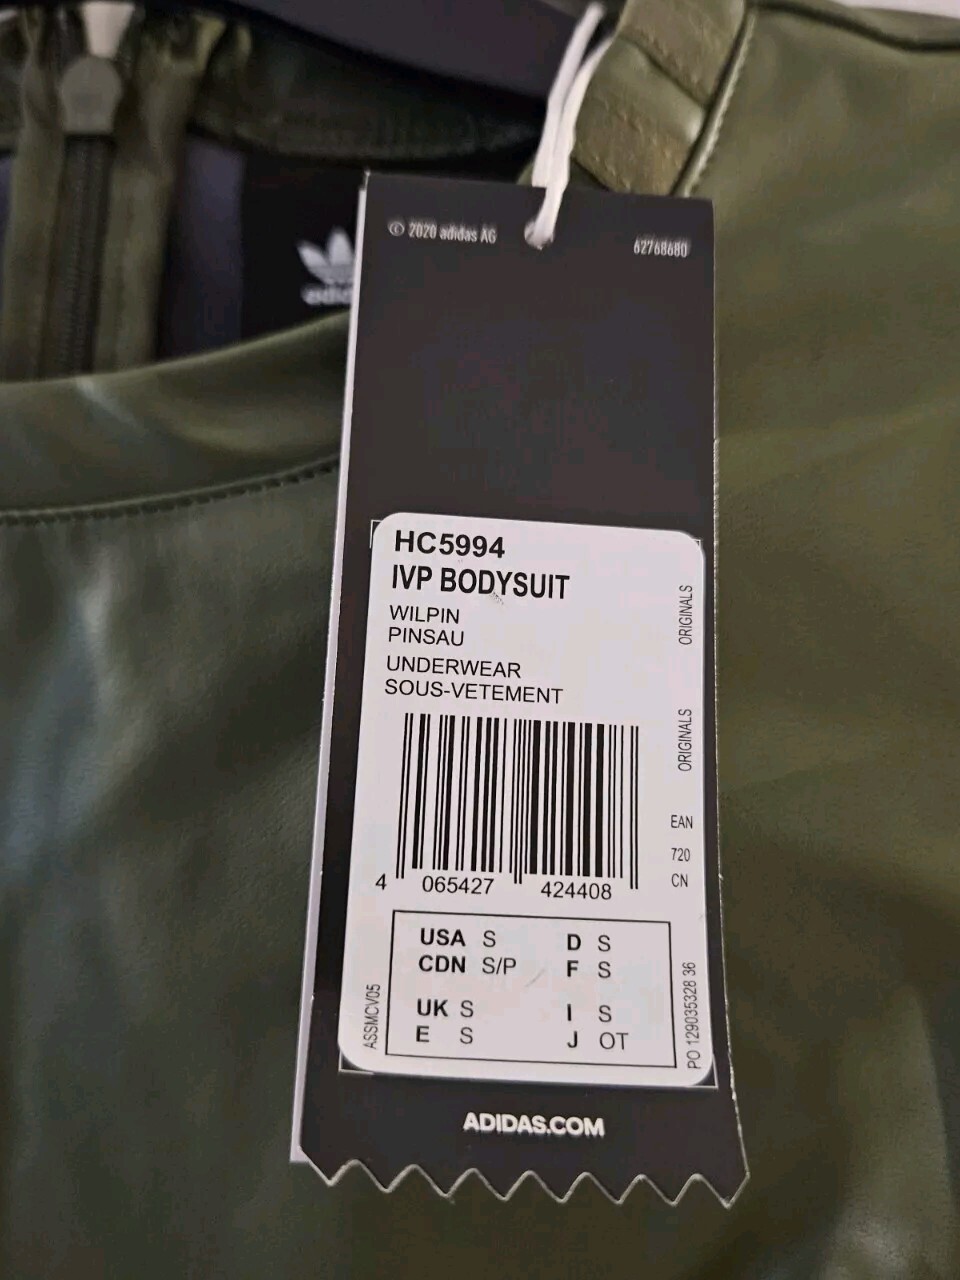 © 2020 adidas AG
62768680
HC5994
IVP BODYSUIT
WILPIN
PINSAU
UNDERWEAR
SOUS-VETEMENT
ORIGINALS
ORIGINALS
EAN
720
CN
4 065427 424408
USA S D S
CDN S/P F S
UK S I S
E S J OT
ASSMCV05
PO 129035328 36
ADIDAS.COM